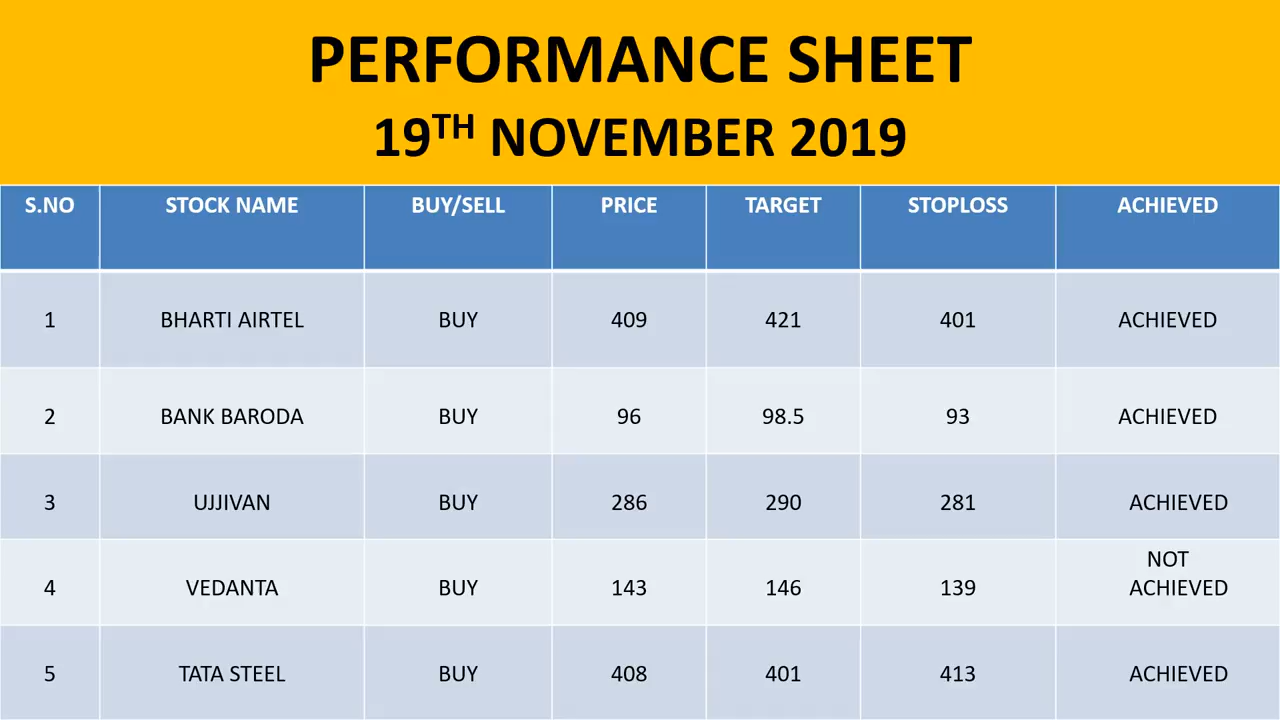 PERFORMANCE SHEET
19TH NOVEMBER 2019
S.NO STOCK NAME BUY/SELL PRICE TARGET STOPLOSS ACHIEVED
1 BHARTI AIRTEL BUY 409 421 401 ACHIEVED
2 BANK BARODA BUY 96 98.5 93 ACHIEVED
3 UJJIVAN BUY 286 290 281 ACHIEVED
4 VEDANTA BUY 143 146 139 NOT
ACHIEVED
5 TATA STEEL BUY 408 401 413 ACHIEVED